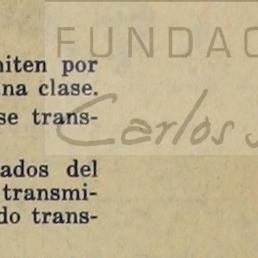 FUNDAC
niten por
na clase.
Carlos S
se trans-
ados del
transmi-
do trans-